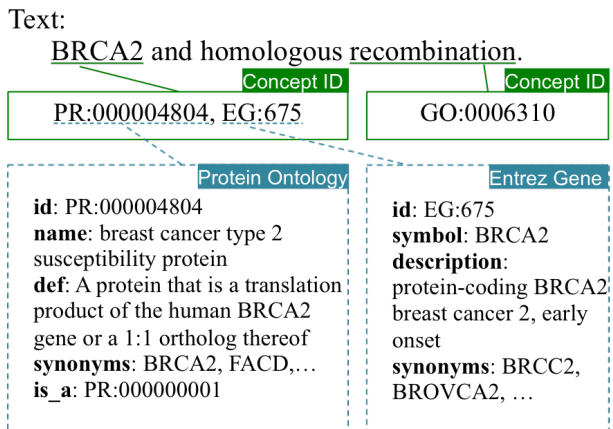 Text:
BRCA2 and homologous recombination.
Concept ID
Concept ID
PR:000004804, EG:675
GO:0006310
Protein Ontology
id: PR:000004804
name: breast cancer type 2
susceptibility protein
def: A protein that is a translation
product of the human BRCA2
gene or a 1:1 ortholog thereof
synonyms: BRCA2, FACD,…
is_a: PR:000000001
Entrez Gene
id: EG:675
symbol: BRCA2
description:
protein-coding BRCA2
breast cancer 2, early
onset
synonyms: BRCC2,
BROVCA2, …